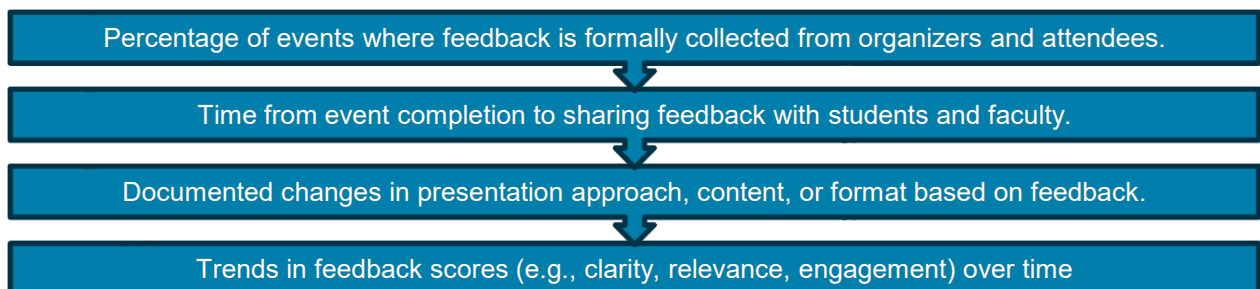 Percentage of events where feedback is formally collected from organizers and attendees.
Time from event completion to sharing feedback with students and faculty.
Documented changes in presentation approach, content, or format based on feedback.
Trends in feedback scores (e.g., clarity, relevance, engagement) over time